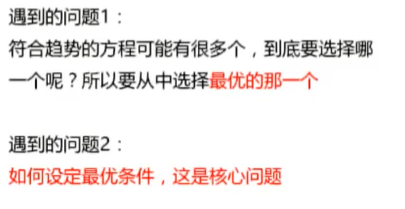 遇到的问题1：
符合趋势的方程可能有很多个，到底要选择哪
一个呢？所以要从中选择最优的那一个
遇到的问题2：
如何设定最优条件，这是核心问题